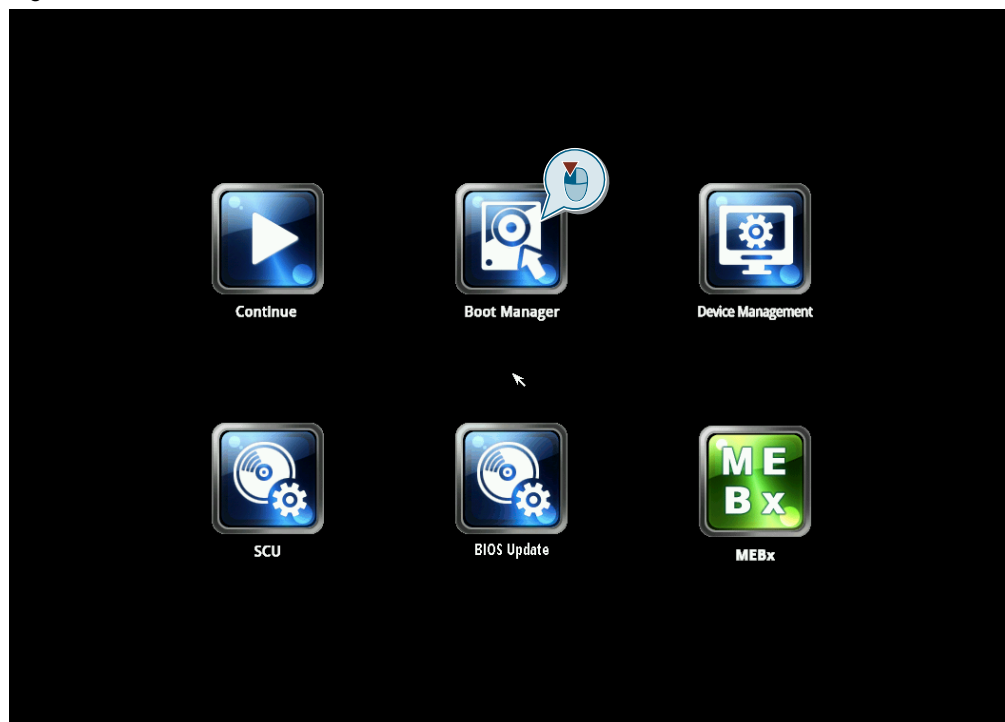 Continue
Boot Manager
Device Management
SCU
BIOS Update
M E
B x
MEBx